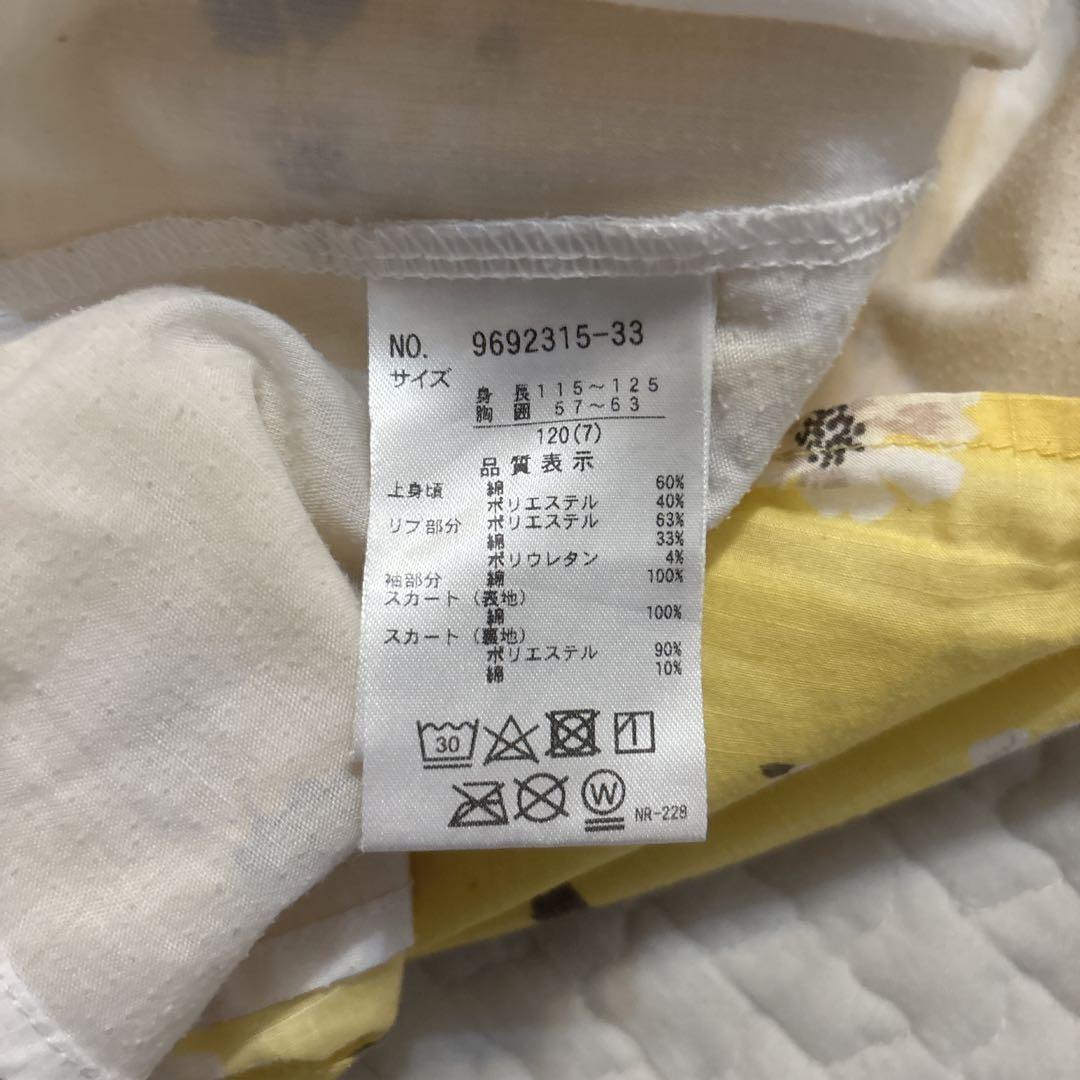 NO. 9692315-33
サイズ
身長 115~125
胸囲 57~63
120(7)
品質表示
上身頃 綿 60%
ポリエステル 40%
リブ部分 ポリエステル 63%
綿 33%
ポリウレタン 4%
袖部分 綿 100%
スカート(表地)
綿 100%
スカート(裏地)
ポリエステル 90%
綿 10%
30
W
NR-228